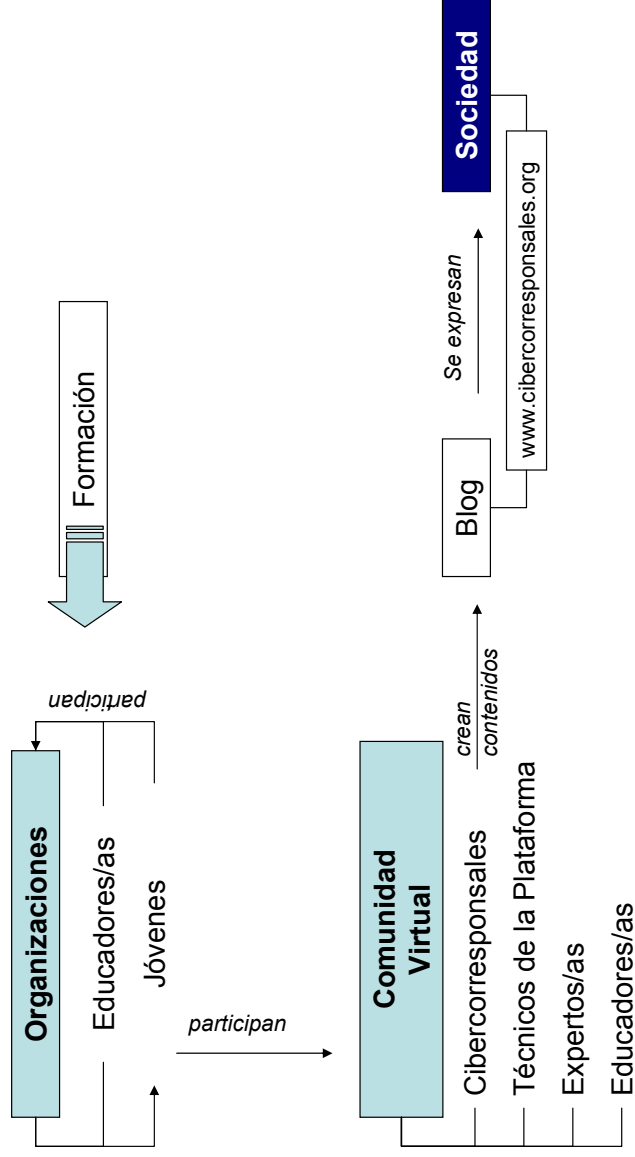 Organizaciones
Educadores/as
Jóvenes
participan
Formación
participan
Comunidad
Virtual
Cibercorresponsales
Técnicos de la Plataforma
Expertos/as
Educadores/as
crean
contenidos
Blog
Se expresan
Sociedad
www.cibercorresponsales.org